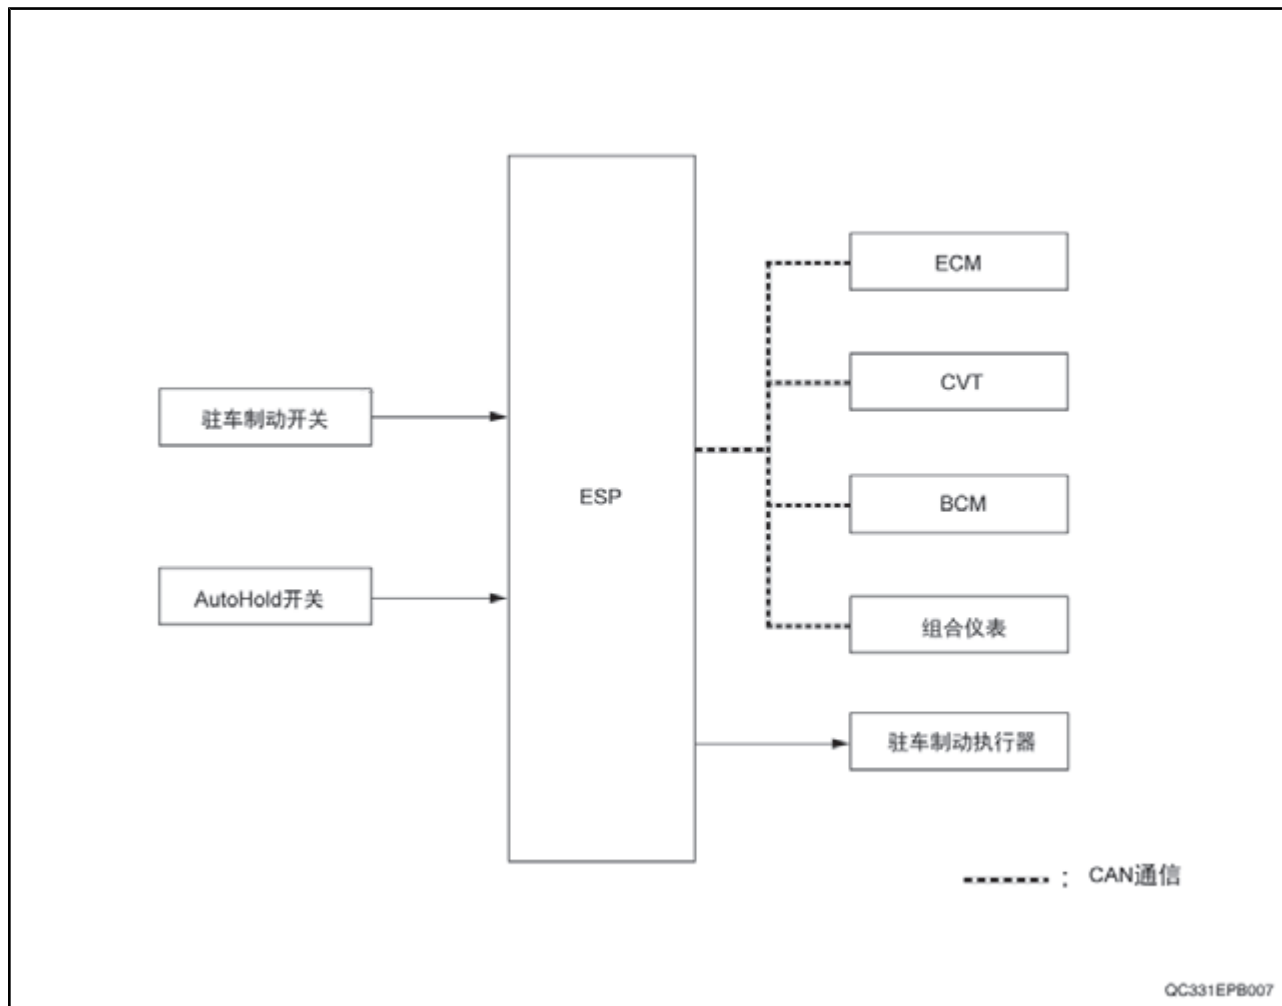 驻车制动开关
AutoHold开关
ESP
ECM
CVT
BCM
组合仪表
驻车制动执行器
: CAN通信
QC331EPB007